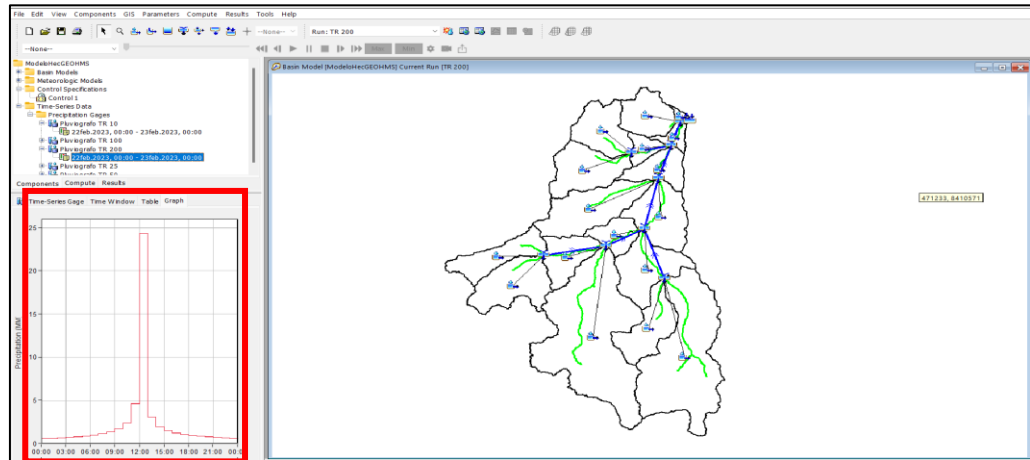 File Edit View Components GIS Parameters Compute Results Tools Help
--None-- Run: TR 200
--None--
ModeloHecGEOHMS
Basin Models
Meteorologic Models
Control Specifications
Control 1
Time-Series Data
Precipitation Gages
Pluviografo TR 10
22feb.2023, 00:00 - 23feb.2023, 00:00
Pluviografo TR 100
Pluviografo TR 200
22feb.2023, 00:00 - 23feb.2023, 00:00
Pluviografo TR 25
Components Compute Results
Time-Series Gage Time Window Table Graph
25
20
15
10
5
0
Precipitation (MM
00:00 03:00 06:00 09:00 12:00 15:00 18:00 21:00 00:0
Basin Model [ModeloHecGEOHMS] Current Run [TR 200]
471233, 8410571